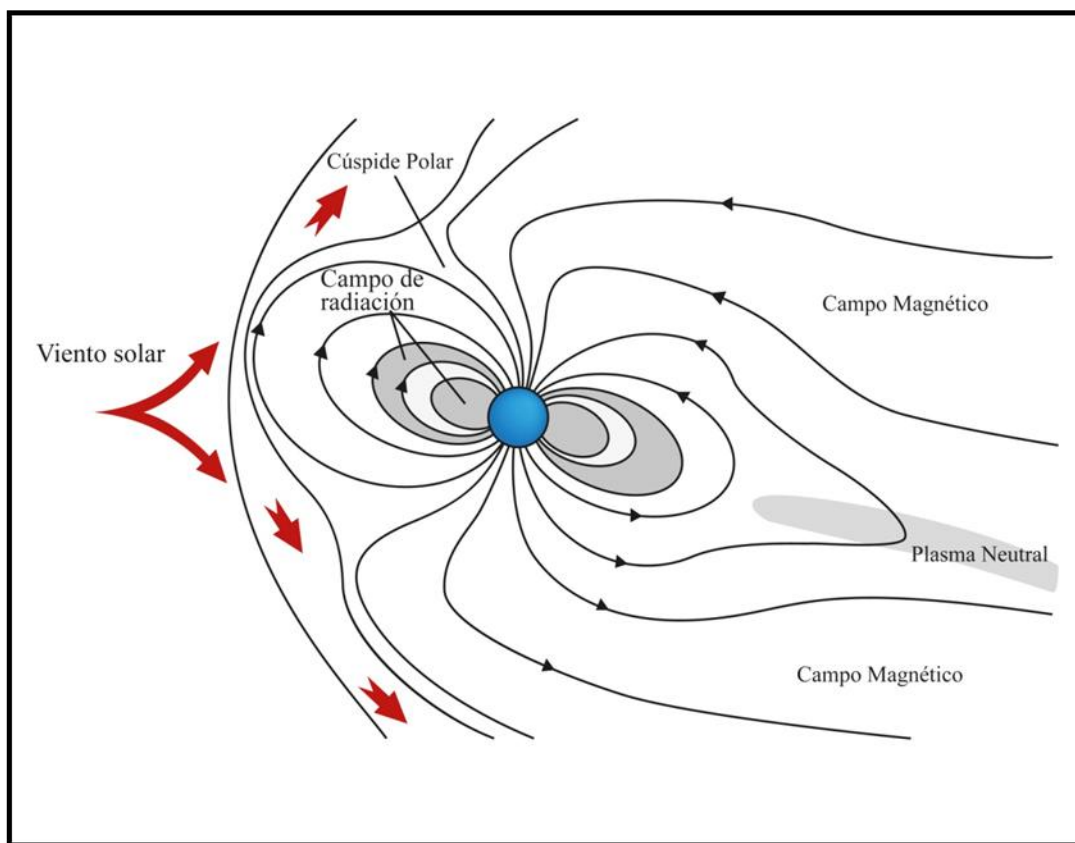 Cúspide Polar
Campo de
radiación
Campo Magnético
Viento solar
Plasma Neutral
Campo Magnético